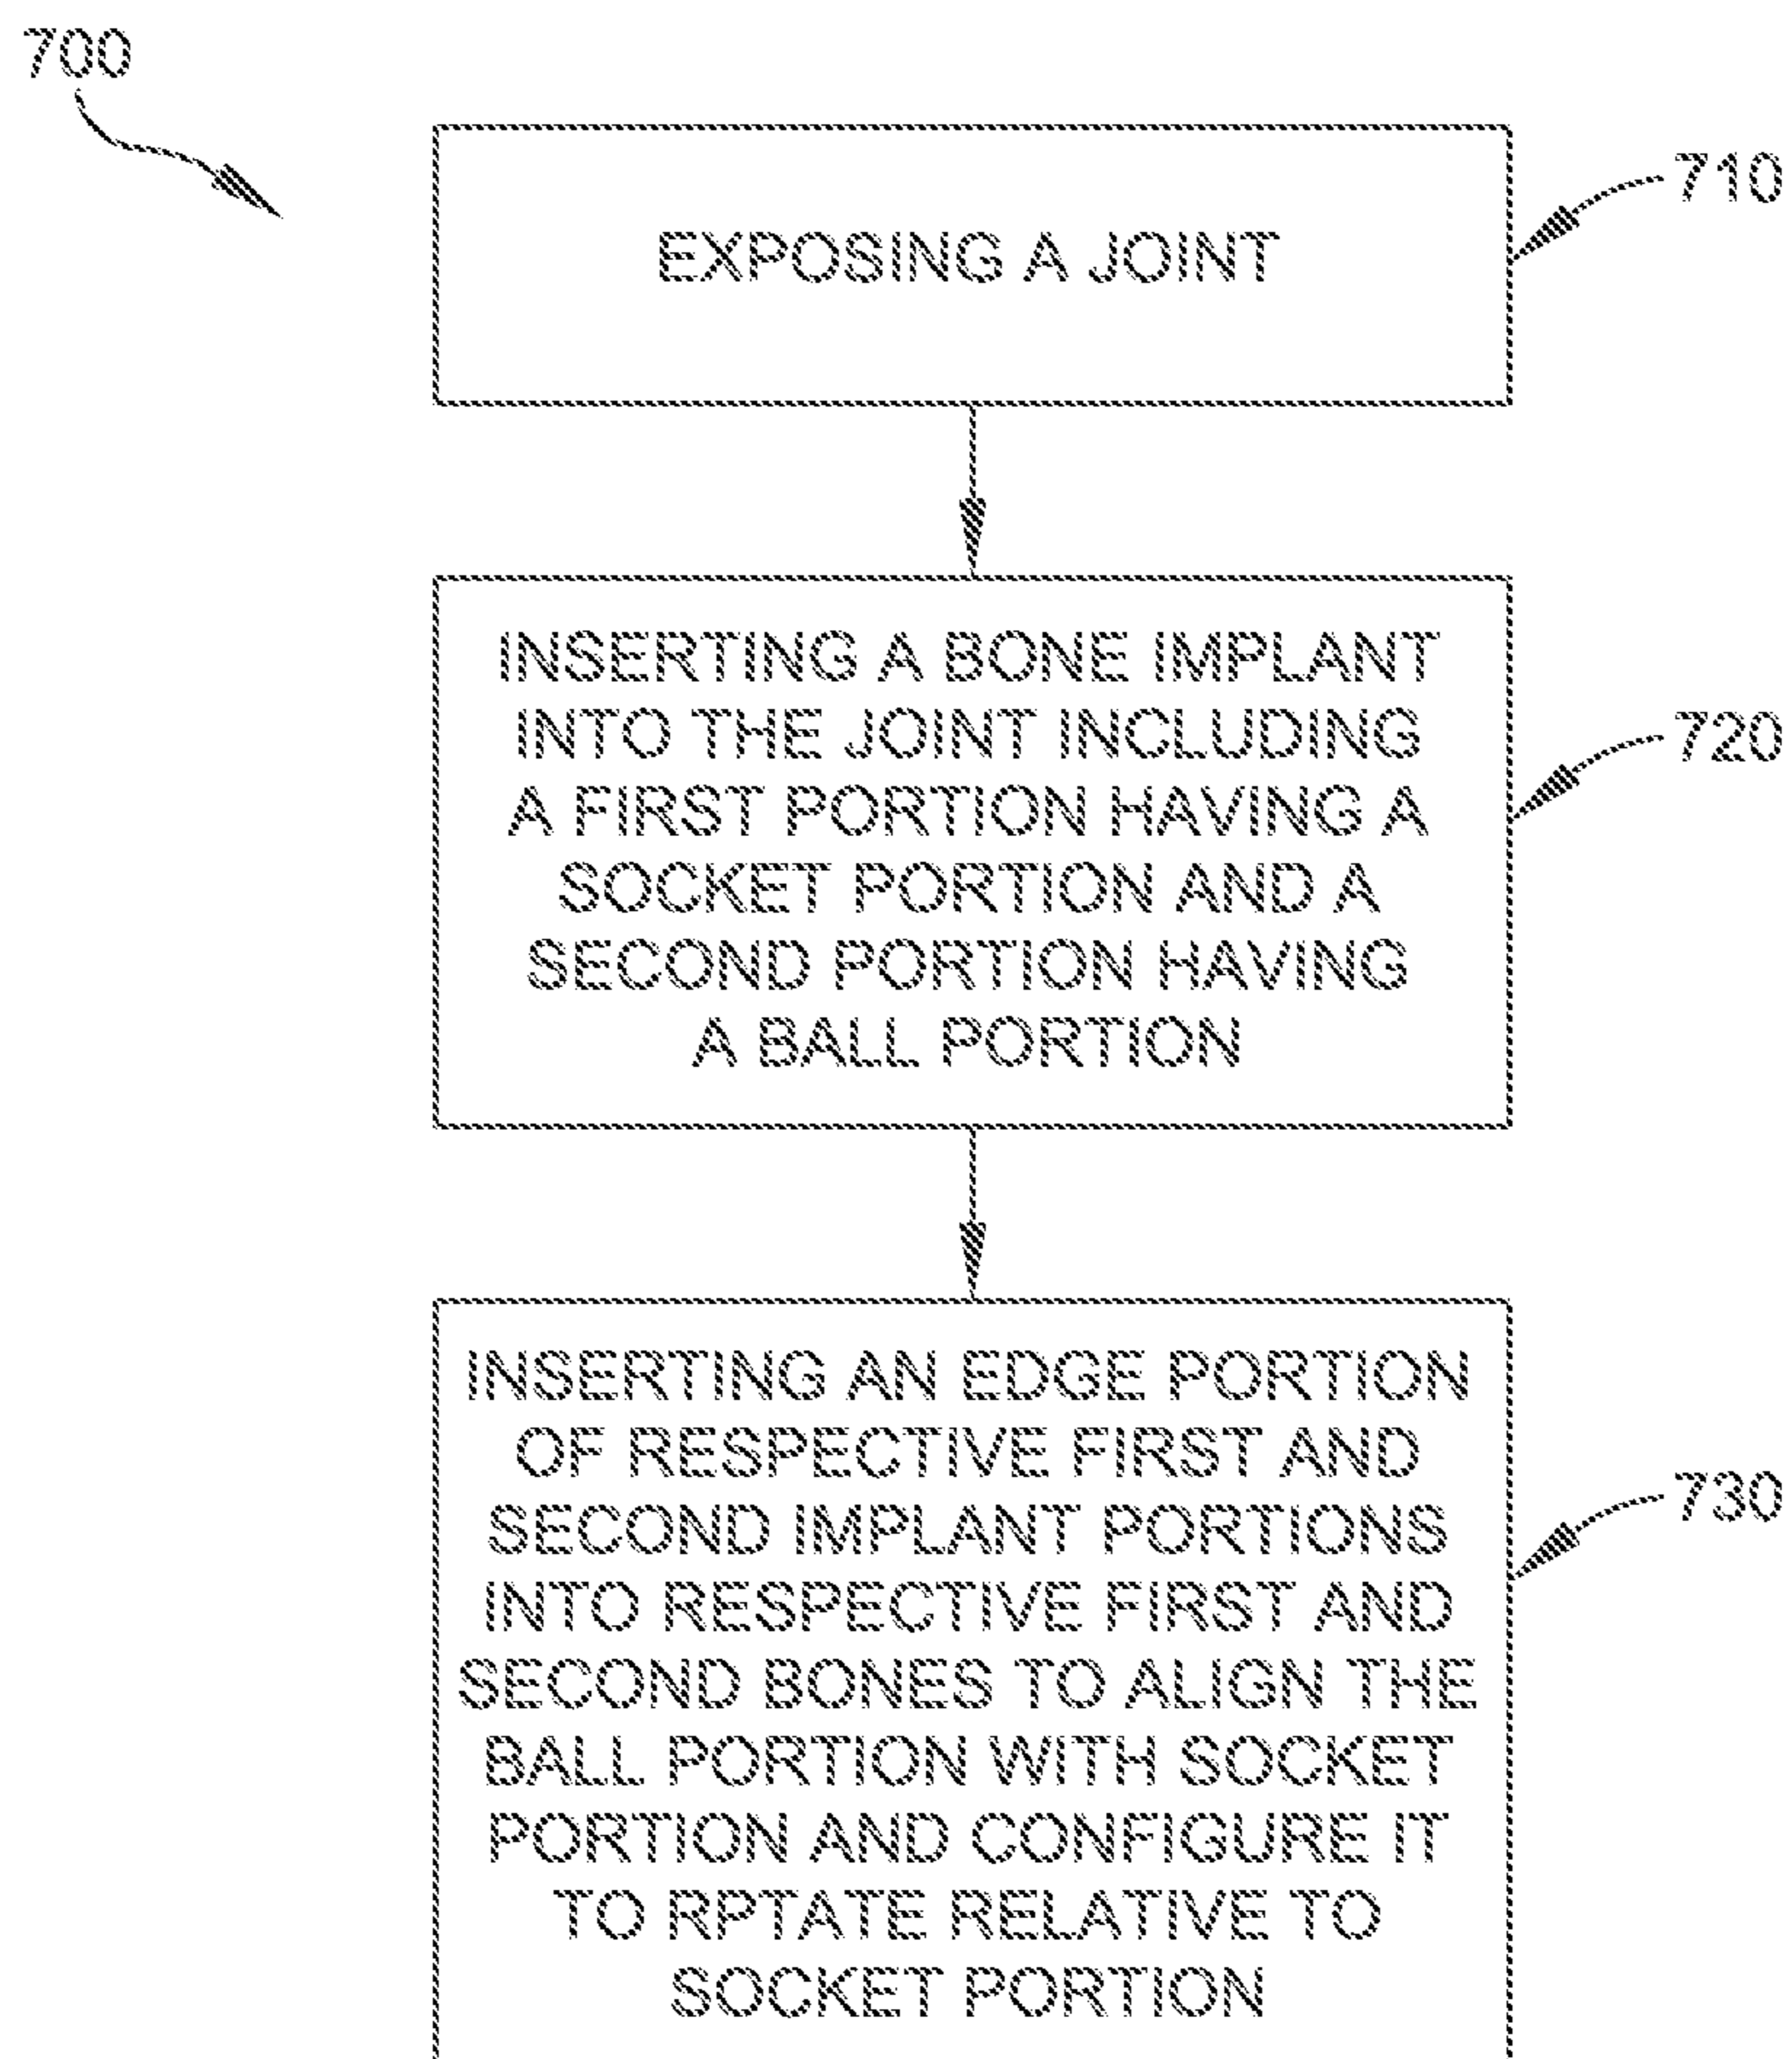 700
EXPOSING A JOINT
710
INSERTING A BONE IMPLANT
INTO THE JOINT INCLUDING
A FIRST PORTION HAVING A
SOCKET PORTION AND A
SECOND PORTION HAVING
A BALL PORTION
720
INSERTING AN EDGE PORTION
OF RESPECTIVE FIRST AND
SECOND IMPLANT PORTIONS
INTO RESPECTIVE FIRST AND
SECOND BONES TO ALIGN THE
BALL PORTION WITH SOCKET
PORTION AND CONFIGURE IT
TO RPTATE RELATIVE TO
SOCKET PORTION
730